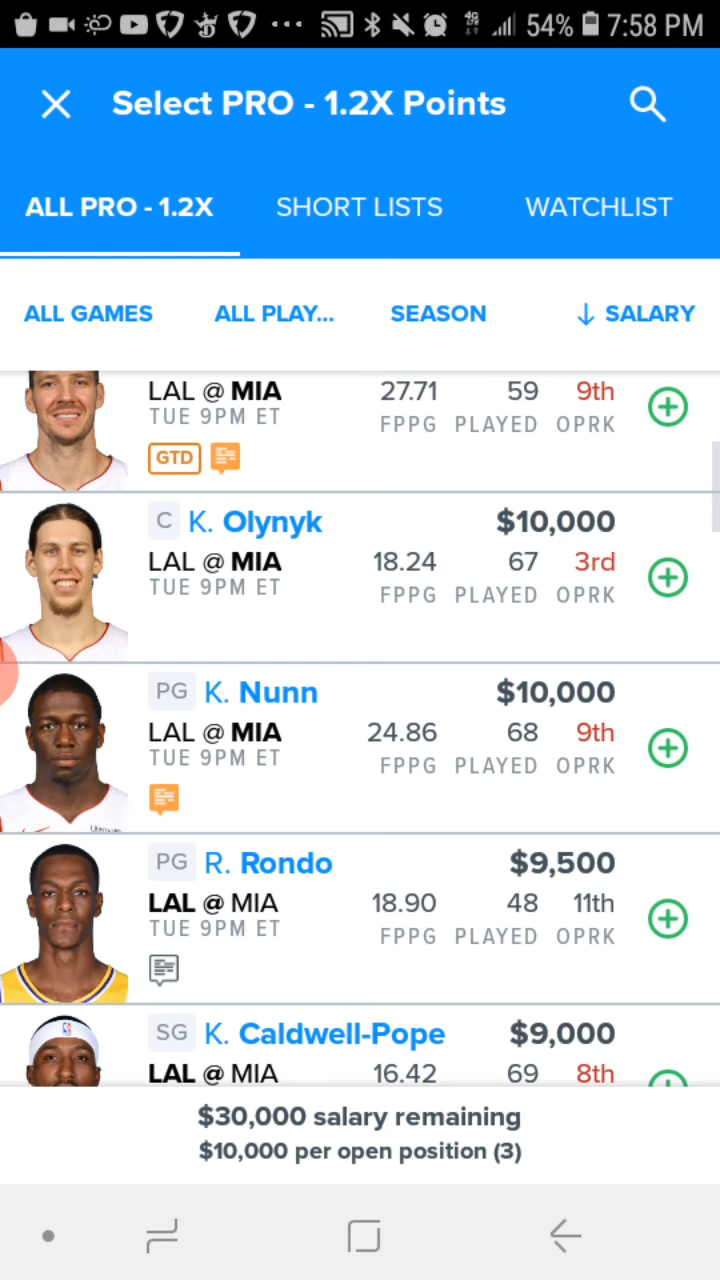 4G LTE 54% 7:58 PM
Select PRO - 1.2X Points
ALL PRO - 1.2X SHORT LISTS WATCHLIST
ALL GAMES ALL PLAY... SEASON ↓ SALARY
LAL @ MIA 27.71 59 9th
TUE 9PM ET FPPG PLAYED OPRK
GTD
C K. Olynyk $10,000
LAL @ MIA 18.24 67 3rd
TUE 9PM ET FPPG PLAYED OPRK
PG K. Nunn $10,000
LAL @ MIA 24.86 68 9th
TUE 9PM ET FPPG PLAYED OPRK
PG R. Rondo $9,500
LAL @ MIA 18.90 48 11th
TUE 9PM ET FPPG PLAYED OPRK
SG K. Caldwell-Pope $9,000
LAL @ MIA 16.42 69 8th
$30,000 salary remaining
$10,000 per open position (3)